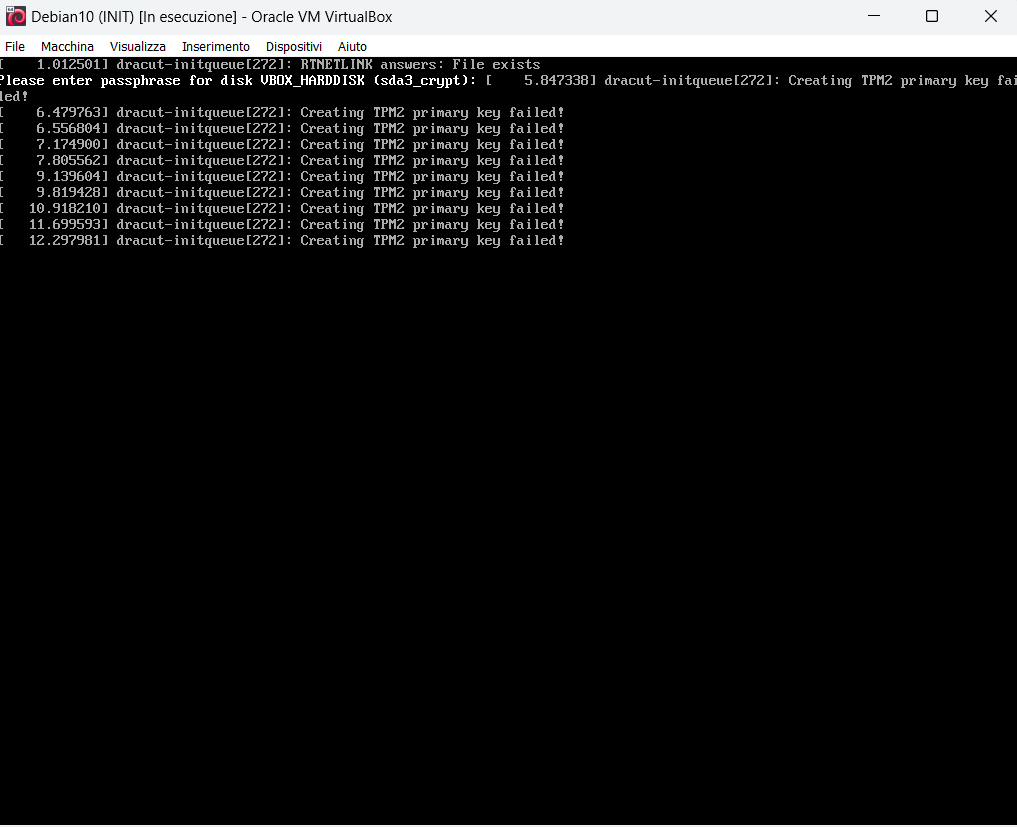 Debian10 (INIT) [In esecuzione] - Oracle VM VirtualBox
File Macchina Visualizza Inserimento Dispositivi Aiuto
[    1.012501] dracut-initqueue[272]: RTNETLINK answers: File exists
Please enter passphrase for disk VBOX_HARDDISK (sda3_crypt): [    5.847338] dracut-initqueue[272]: Creating TPM2 primary key fai
led!
[    6.479763] dracut-initqueue[272]: Creating TPM2 primary key failed!
[    6.556804] dracut-initqueue[272]: Creating TPM2 primary key failed!
[    7.174900] dracut-initqueue[272]: Creating TPM2 primary key failed!
[    7.805562] dracut-initqueue[272]: Creating TPM2 primary key failed!
[    9.139604] dracut-initqueue[272]: Creating TPM2 primary key failed!
[    9.819428] dracut-initqueue[272]: Creating TPM2 primary key failed!
[   10.918210] dracut-initqueue[272]: Creating TPM2 primary key failed!
[   11.699593] dracut-initqueue[272]: Creating TPM2 primary key failed!
[   12.297981] dracut-initqueue[272]: Creating TPM2 primary key failed!